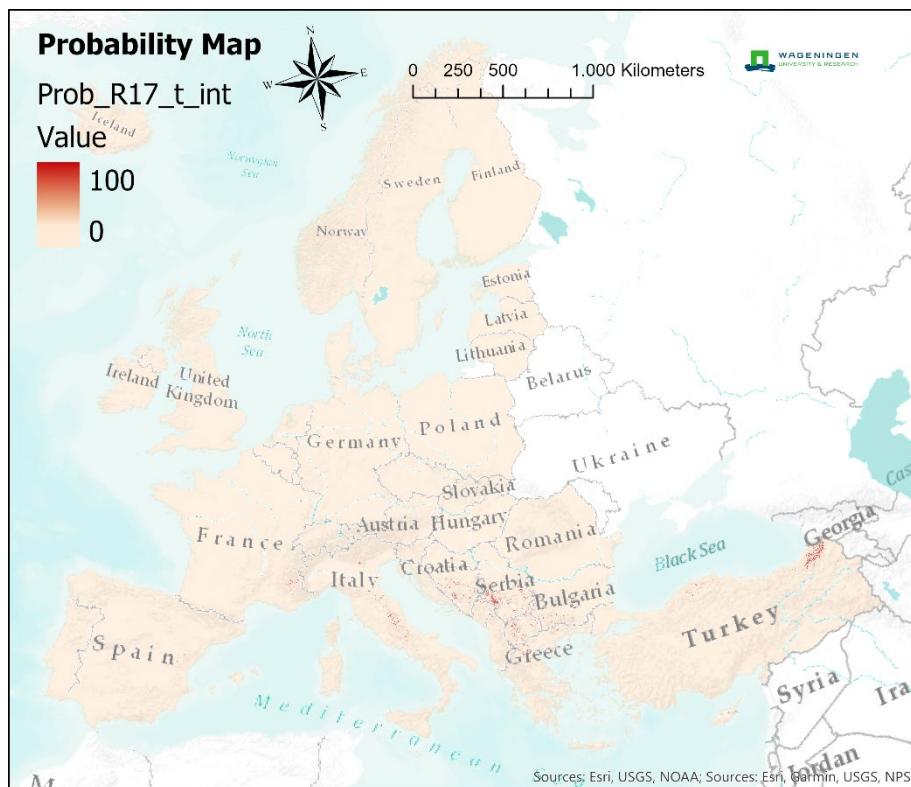 Probability Map
Prob_R17_t_int
Value
100
0
N
W
E
S
0 250 500 1.000 Kilometers
WAGENINGEN
UNIVERSITY & RESEARCH
Iceland
Norwegian
Sea
Sweden
Finland
Norway
Estonia
Latvia
Lithuania
North
Sea
Belarus
Ireland
United
Kingdom
Germany
Poland
Ukraine
Slovakia
Austria
Hungary
France
Romania
Croatia
Italy
Serbia
Bulgaria
Black Sea
Georgia
Turkey
Spain
Greece
Syria
Mediterranean
Jordan
Sources: Esri, USGS, NOAA; Sources: Esri, Garmin, USGS, NPS